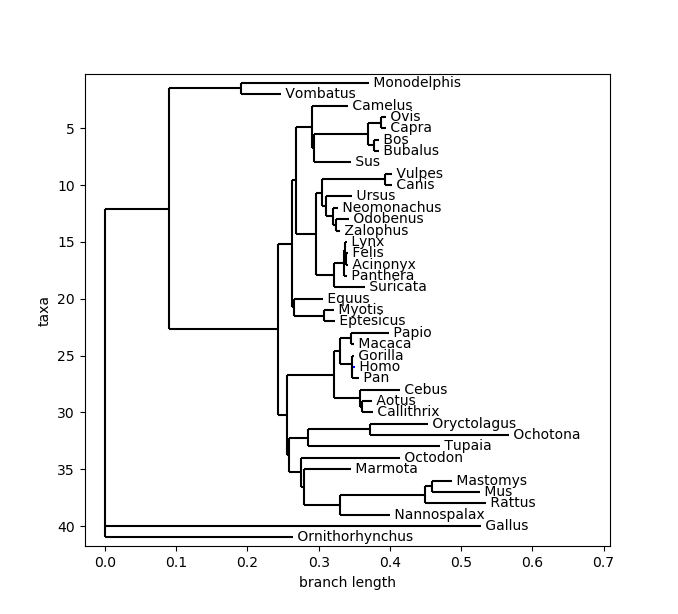 Monodelphis
Vombatus
Camelus
Ovis
5
Capra
Bos
Bubalus
Sus
Vulpes
10
Canis
Ursus
Neomonachus
Odobenus
Zalophus
15
Lynx
Felis
Acinonyx
Panthera
Suricata
20
Equus
Myotis
Eptesicus
Papio
Macaca
25
Gorilla
Homo
Pan
Cebus
Aotus
30
Callithrix
Oryctolagus
Ochotona
Tupaia
Octodon
35
Marmota
Mastomys
Mus
Rattus
Nannospalax
40
Gallus
Ornithorhynchus
taxa
0.0 0.1 0.2 0.3 0.4 0.5 0.6 0.7
branch length